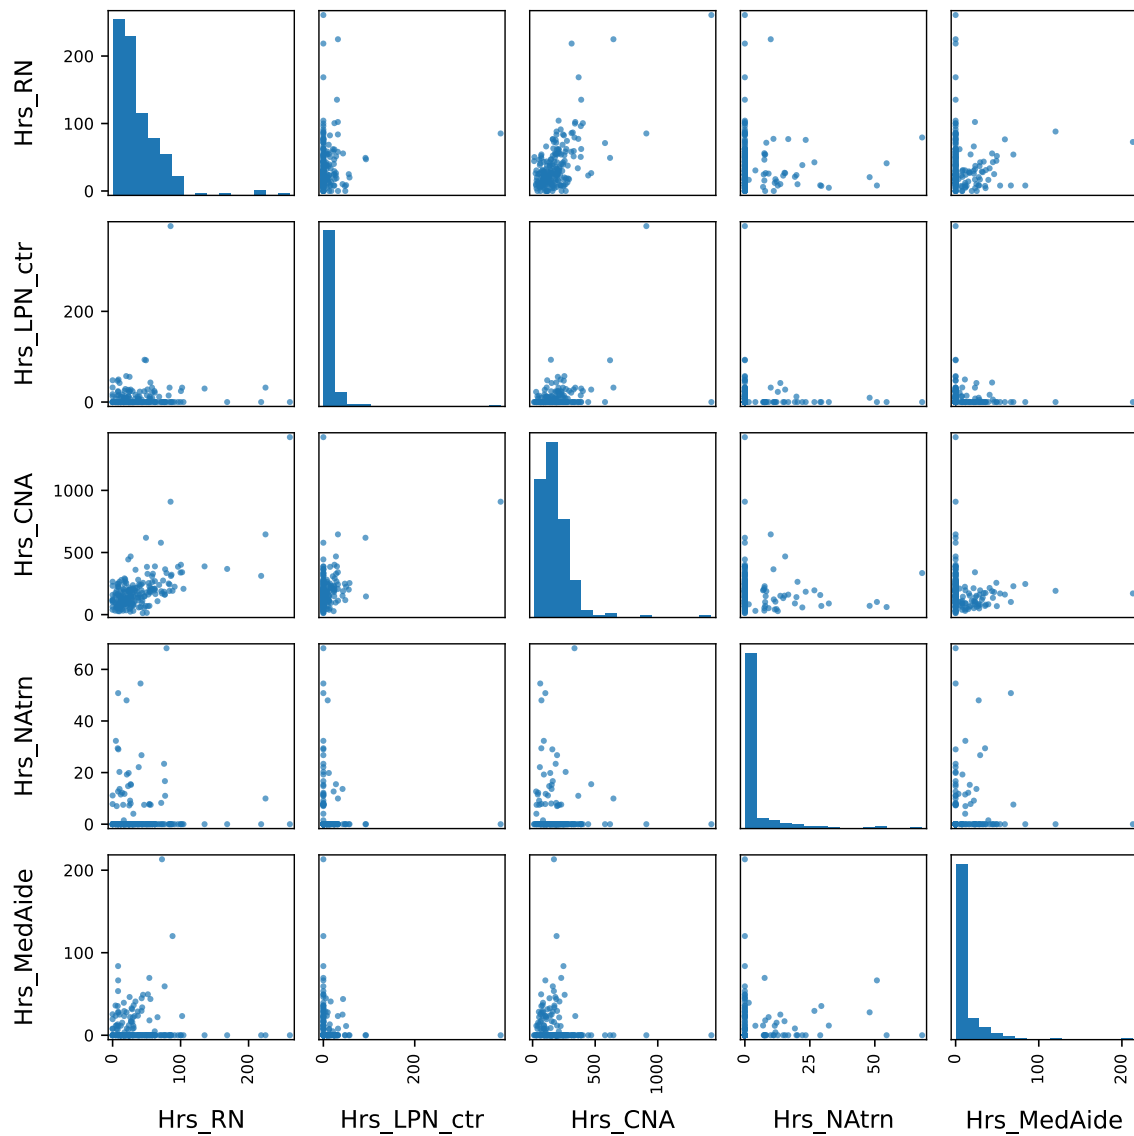 Hrs_RN
200
100
0
Hrs_LPN_ctr
200
0
Hrs_CNA
1000
500
0
Hrs_NAtrn
60
40
20
0
Hrs_MedAide
200
100
0
0 100 200 0 200 0 500 1000 0 25 50 0 100 200
Hrs_RN Hrs_LPN_ctr Hrs_CNA Hrs_NAtrn Hrs_MedAide